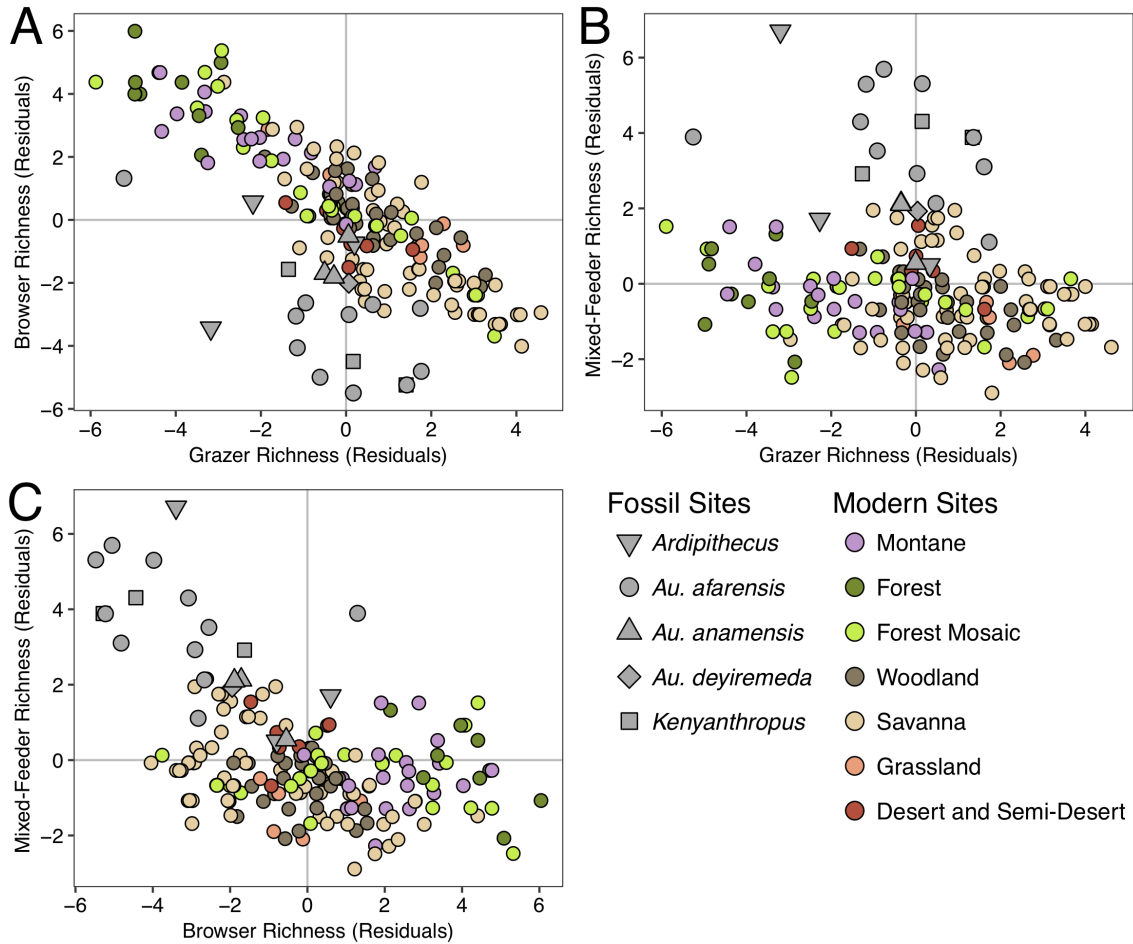 A
6
4
2
0
−2
−4
−6
Browser Richness (Residuals)
−6 −4 −2 0 2 4
Grazer Richness (Residuals)
B
6
4
2
0
−2
Mixed-Feeder Richness (Residuals)
−6 −4 −2 0 2 4
Grazer Richness (Residuals)
C
6
4
2
0
−2
Mixed-Feeder Richness (Residuals)
−6 −4 −2 0 2 4 6
Browser Richness (Residuals)
Fossil Sites
Ardipithecus
Au. afarensis
Au. anamensis
Au. deyiremeda
Kenyanthropus
Modern Sites
Montane
Forest
Forest Mosaic
Woodland
Savanna
Grassland
Desert and Semi-Desert